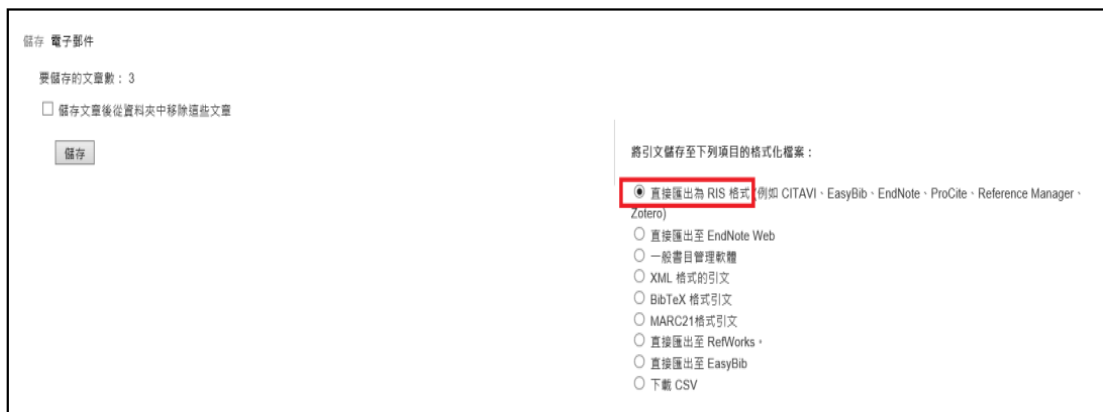 儲存 電子郵件
要儲存的文章數： 3
儲存文章後從資料夾中移除這些文章
儲存
將引文儲存至下列項目的格式化檔案：
直接匯出為 RIS 格式 (例如 CITAVI、EasyBib、EndNote、ProCite、Reference Manager、
Zotero)
直接匯出至 EndNote Web
一般書目管理軟體
XML 格式的引文
BibTeX 格式引文
MARC21格式引文
直接匯出至 RefWorks。
直接匯出至 EasyBib
下載 CSV